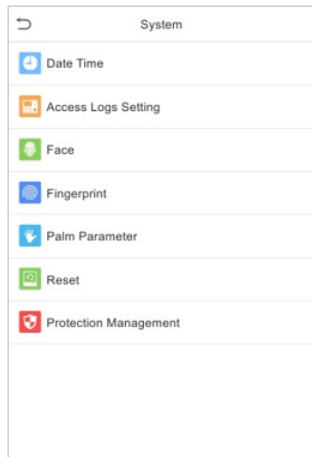 System
Date Time
Access Logs Setting
Face
Fingerprint
Palm Parameter
Reset
Protection Management